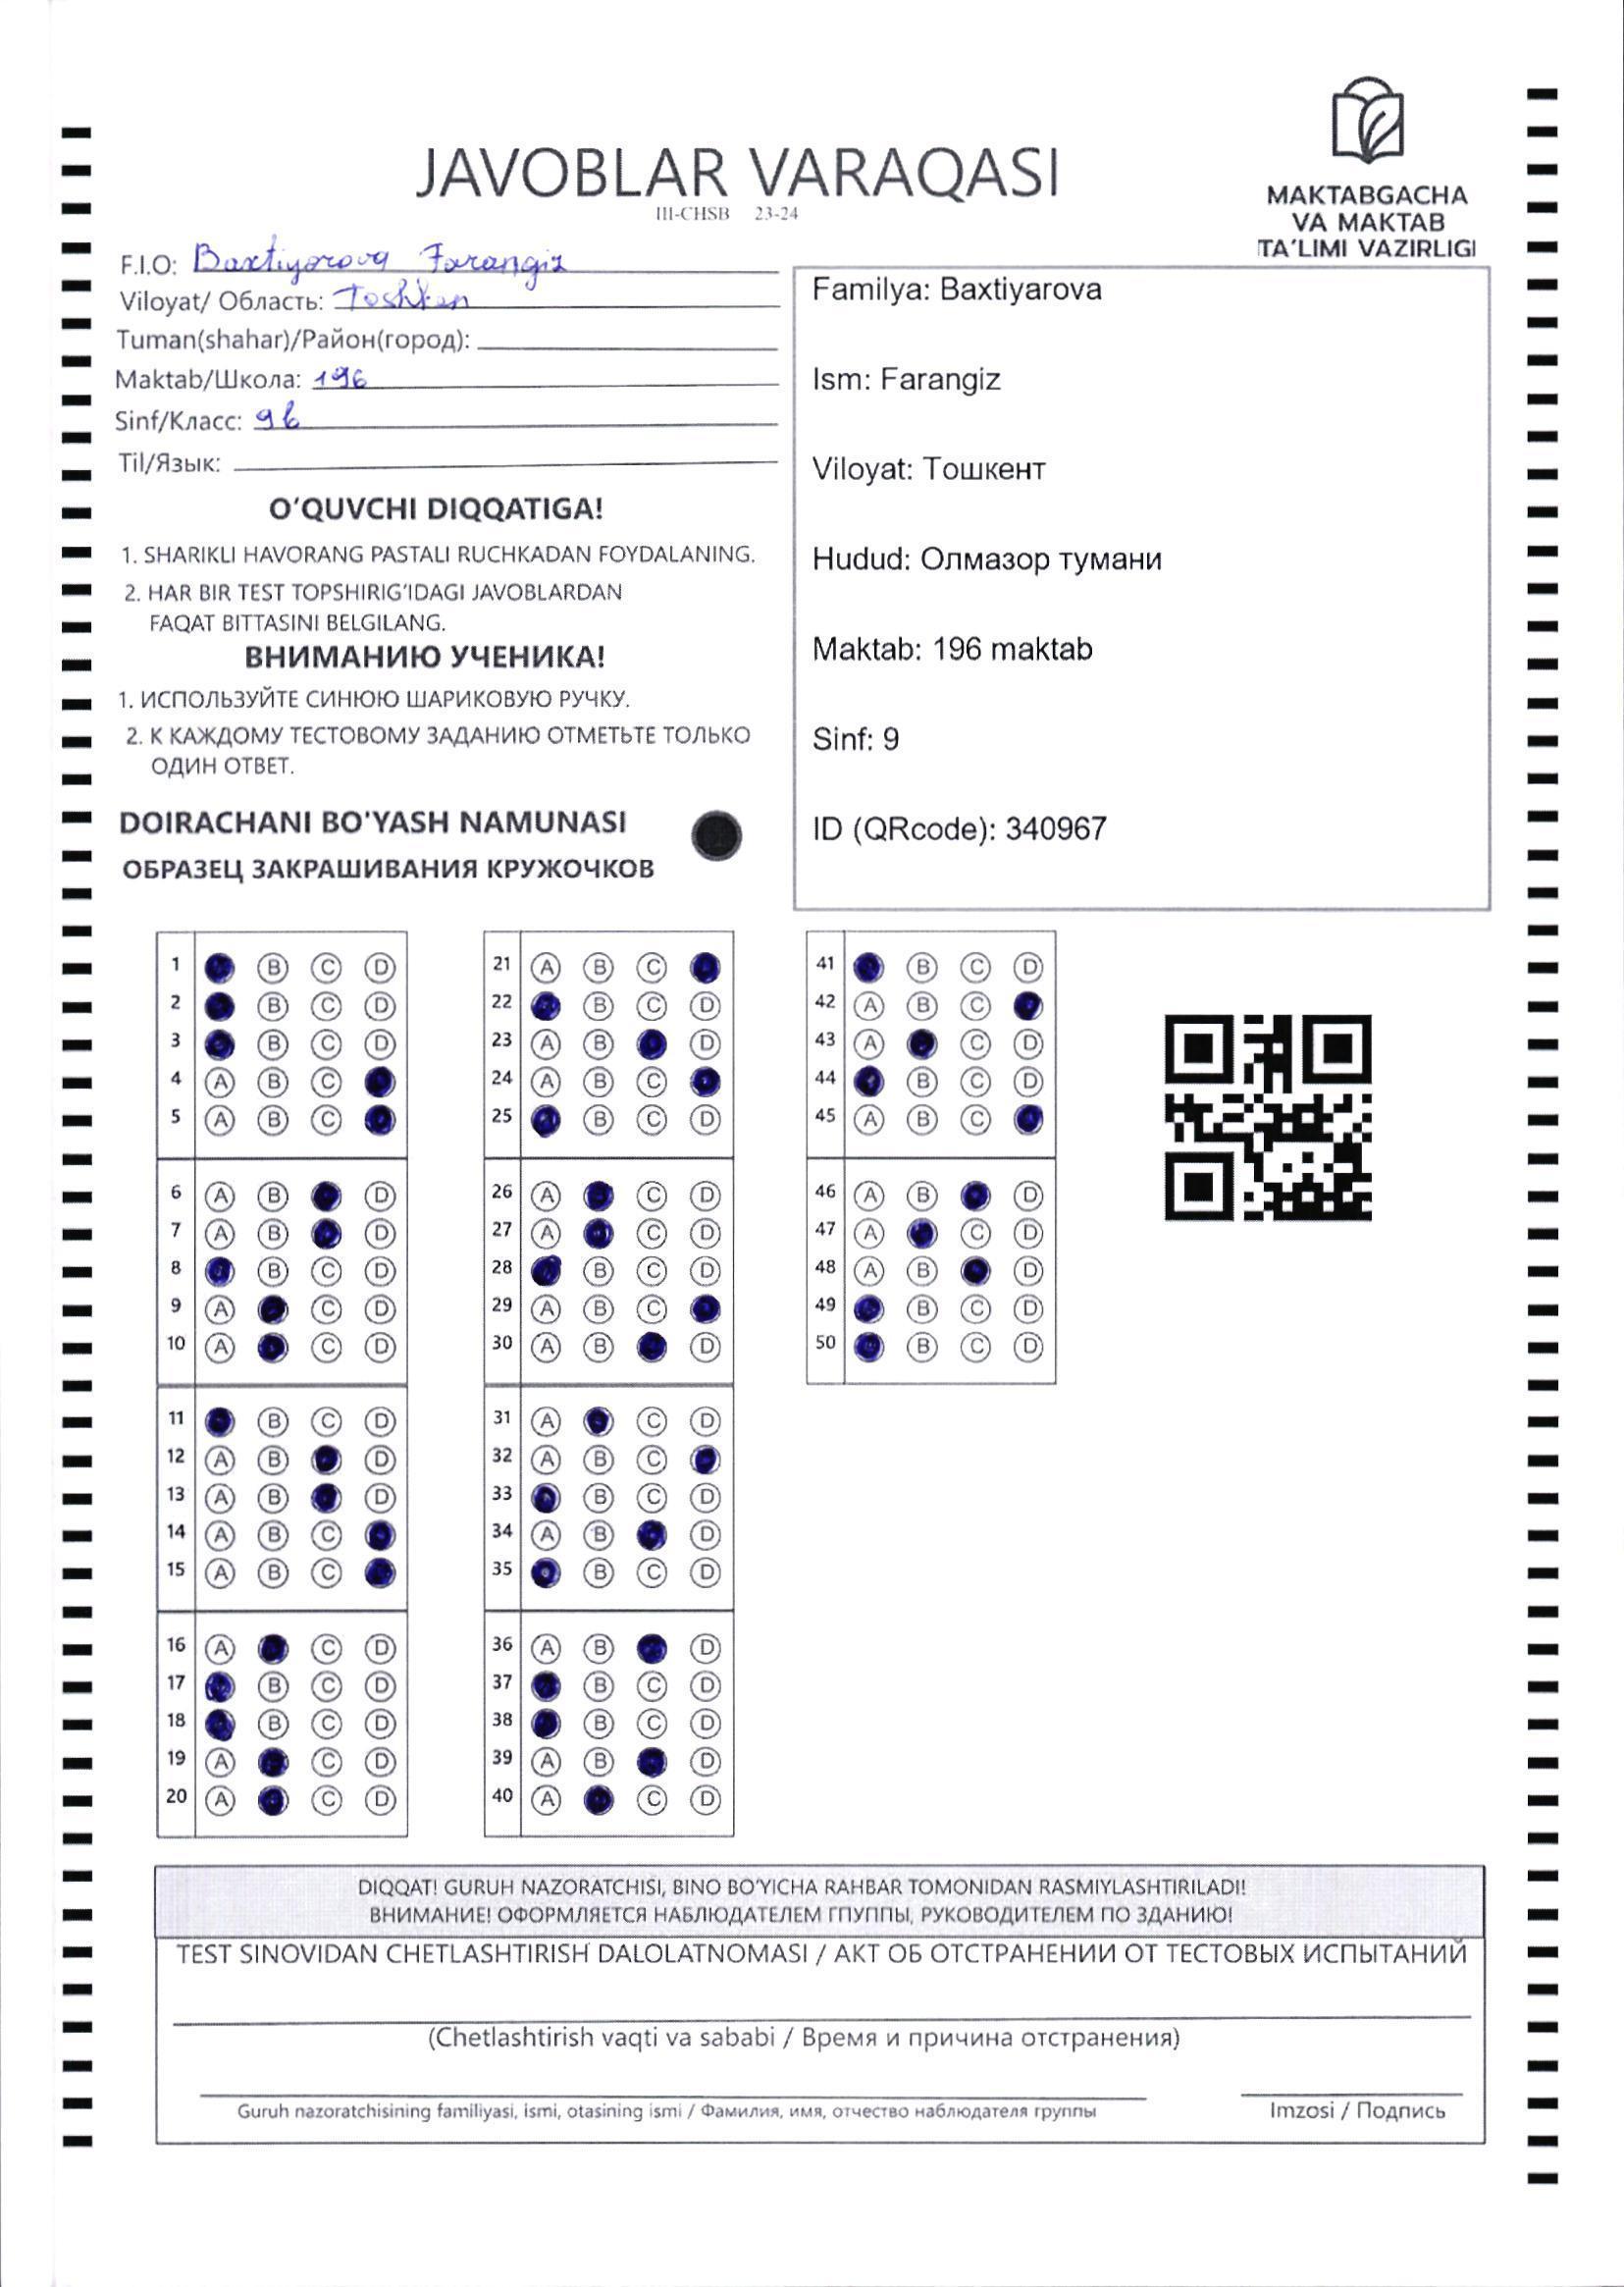 JAVOBLAR VARAQASI
III-CHSB 23-24
MAKTABGACHA
VA MAKTAB
TA'LIMI VAZIRLIGI
F.I.O: Baxtiyorova Farangiz
Viloyat/ Область: Toshken
Tuman(shahar)/Район(город):
Maktab/Школа: 196
Sinf/Класс: 9b
Til/Язык:
O'QUVCHI DIQQATIGA!
1. SHARIKLI HAVORANG PASTALI RUCHKADAN FOYDALANING.
2. HAR BIR TEST TOPSHIRIG'IDAGI JAVOBLARDAN
FAQAT BITTASINI BELGILANG.
ВНИМАНИЮ УЧЕНИКА!
1. ИСПОЛЬЗУЙТЕ СИНЮЮ ШАРИКОВУЮ РУЧКУ.
2. К КАЖДОМУ ТЕСТОВОМУ ЗАДАНИЮ ОТМЕТЬТЕ ТОЛЬКО
ОДИН ОТВЕТ.
DOIRACHANI BO'YASH NAMUNASI
ОБРАЗЕЦ ЗАКРАШИВАНИЯ КРУЖОЧКОВ
Familya: Baxtiyarova
Ism: Farangiz
Viloyat: Тошкент
Hudud: Олмазор тумани
Maktab: 196 maktab
Sinf: 9
ID (QRcode): 340967
1 B C D
2 B C D
3 B C D
4 A B C
5 A B C
6 A B D
7 A B D
8 B C D
9 A C D
10 A C D
11 B C D
12 A B D
13 A B D
14 A B C
15 A B C
16 A C D
17 B C D
18 B C D
19 A C D
20 A C D
21 A B C
22 B C D
23 A B D
24 A B C
25 B C D
26 A C D
27 A C D
28 B C D
29 A B C
30 A B D
31 A C D
32 A B C
33 B C D
34 A B D
35 B C D
36 A B D
37 B C D
38 B C D
39 A B D
40 A C D
41 B C D
42 A B C
43 A C D
44 B C D
45 A B C
46 A B D
47 A C D
48 A B D
49 B C D
50 B C D
DIQQAT! GURUH NAZORATCHISI, BINO BO'YICHA RAHBAR TOMONIDAN RASMIYLASHTIRILADI!
ВНИМАНИЕ! ОФОРМЛЯЕТСЯ НАБЛЮДАТЕЛЕМ ГПУППЫ, РУКОВОДИТЕЛЕМ ПО ЗДАНИЮ!
TEST SINOVIDAN CHETLASHTIRISH DALOLATNOMASI / АКТ ОБ ОТСТРАНЕНИИ ОТ ТЕСТОВЫХ ИСПЫТАНИЙ
(Chetlashtirish vaqti va sababi / Время и причина отстранения)
Guruh nazoratchisining familiyasi, ismi, otasining ismi / Фамилия, имя, отчество наблюдателя группы
Imzosi / Подпись